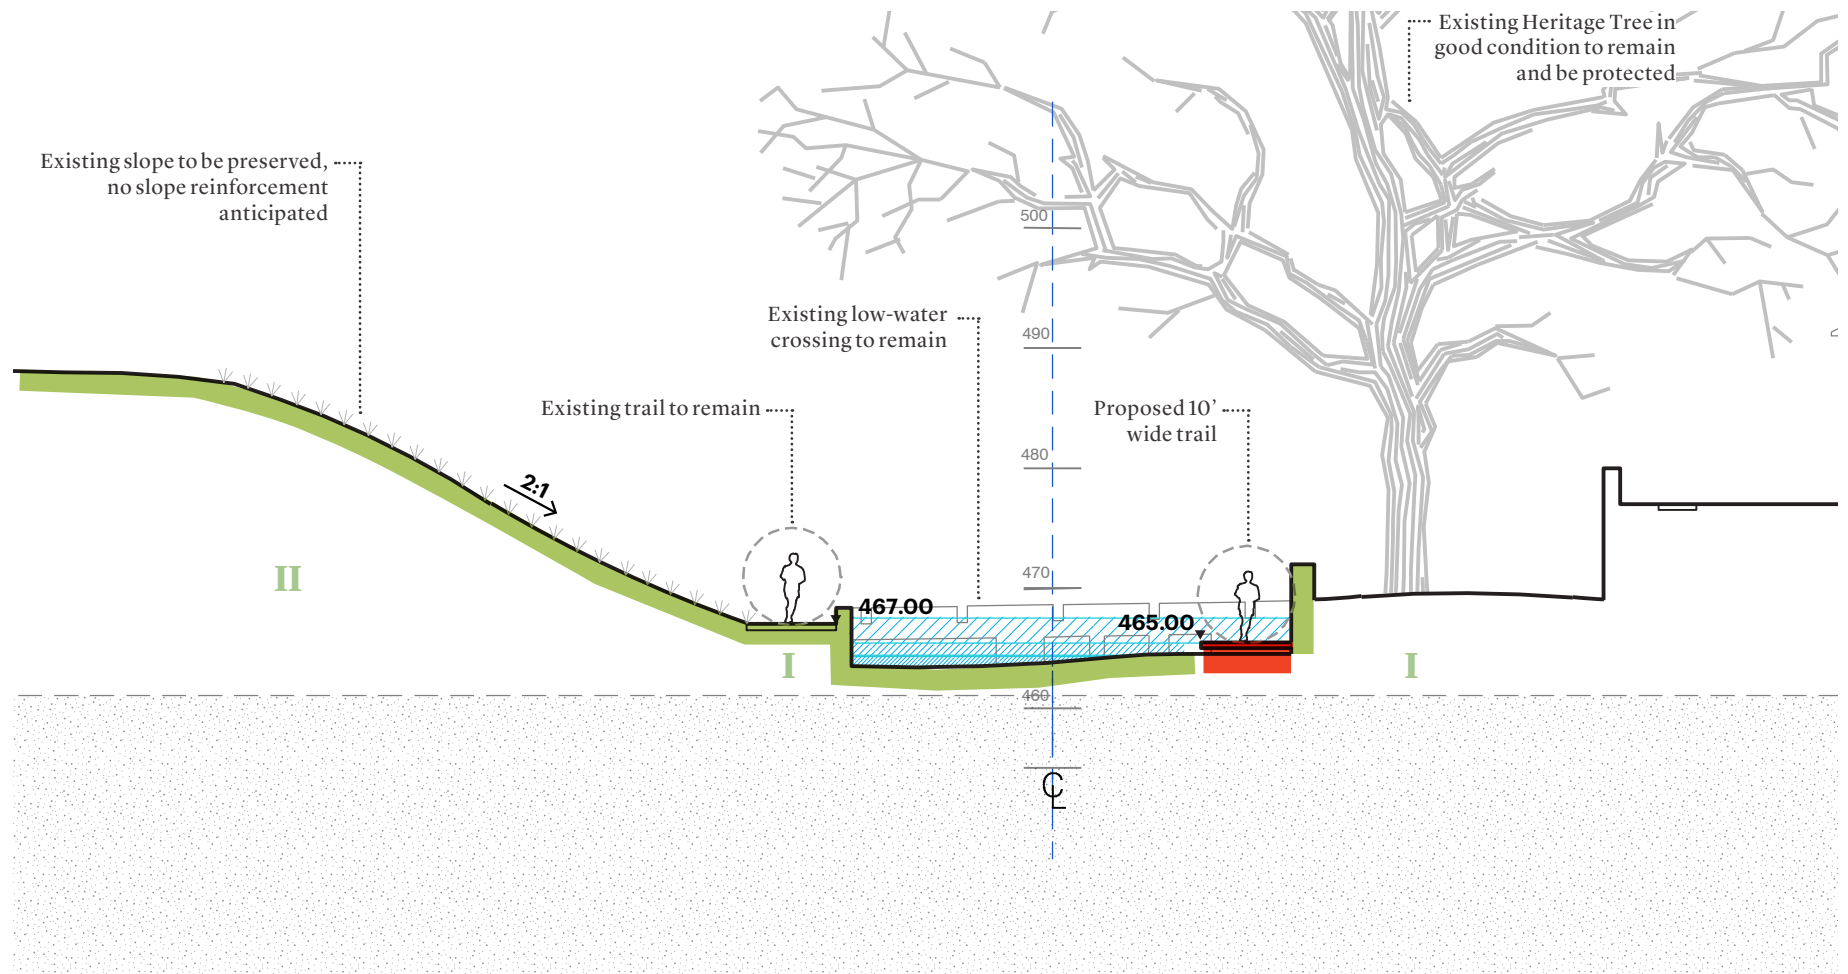 Existing Heritage Tree in
good condition to remain
and be protected
Existing slope to be preserved,
no slope reinforcement
anticipated
500
Existing low-water
crossing to remain
490
Existing trail to remain
Proposed 10’
wide trail
480
2:1
470
II
467.00
465.00
I
I
460
CL